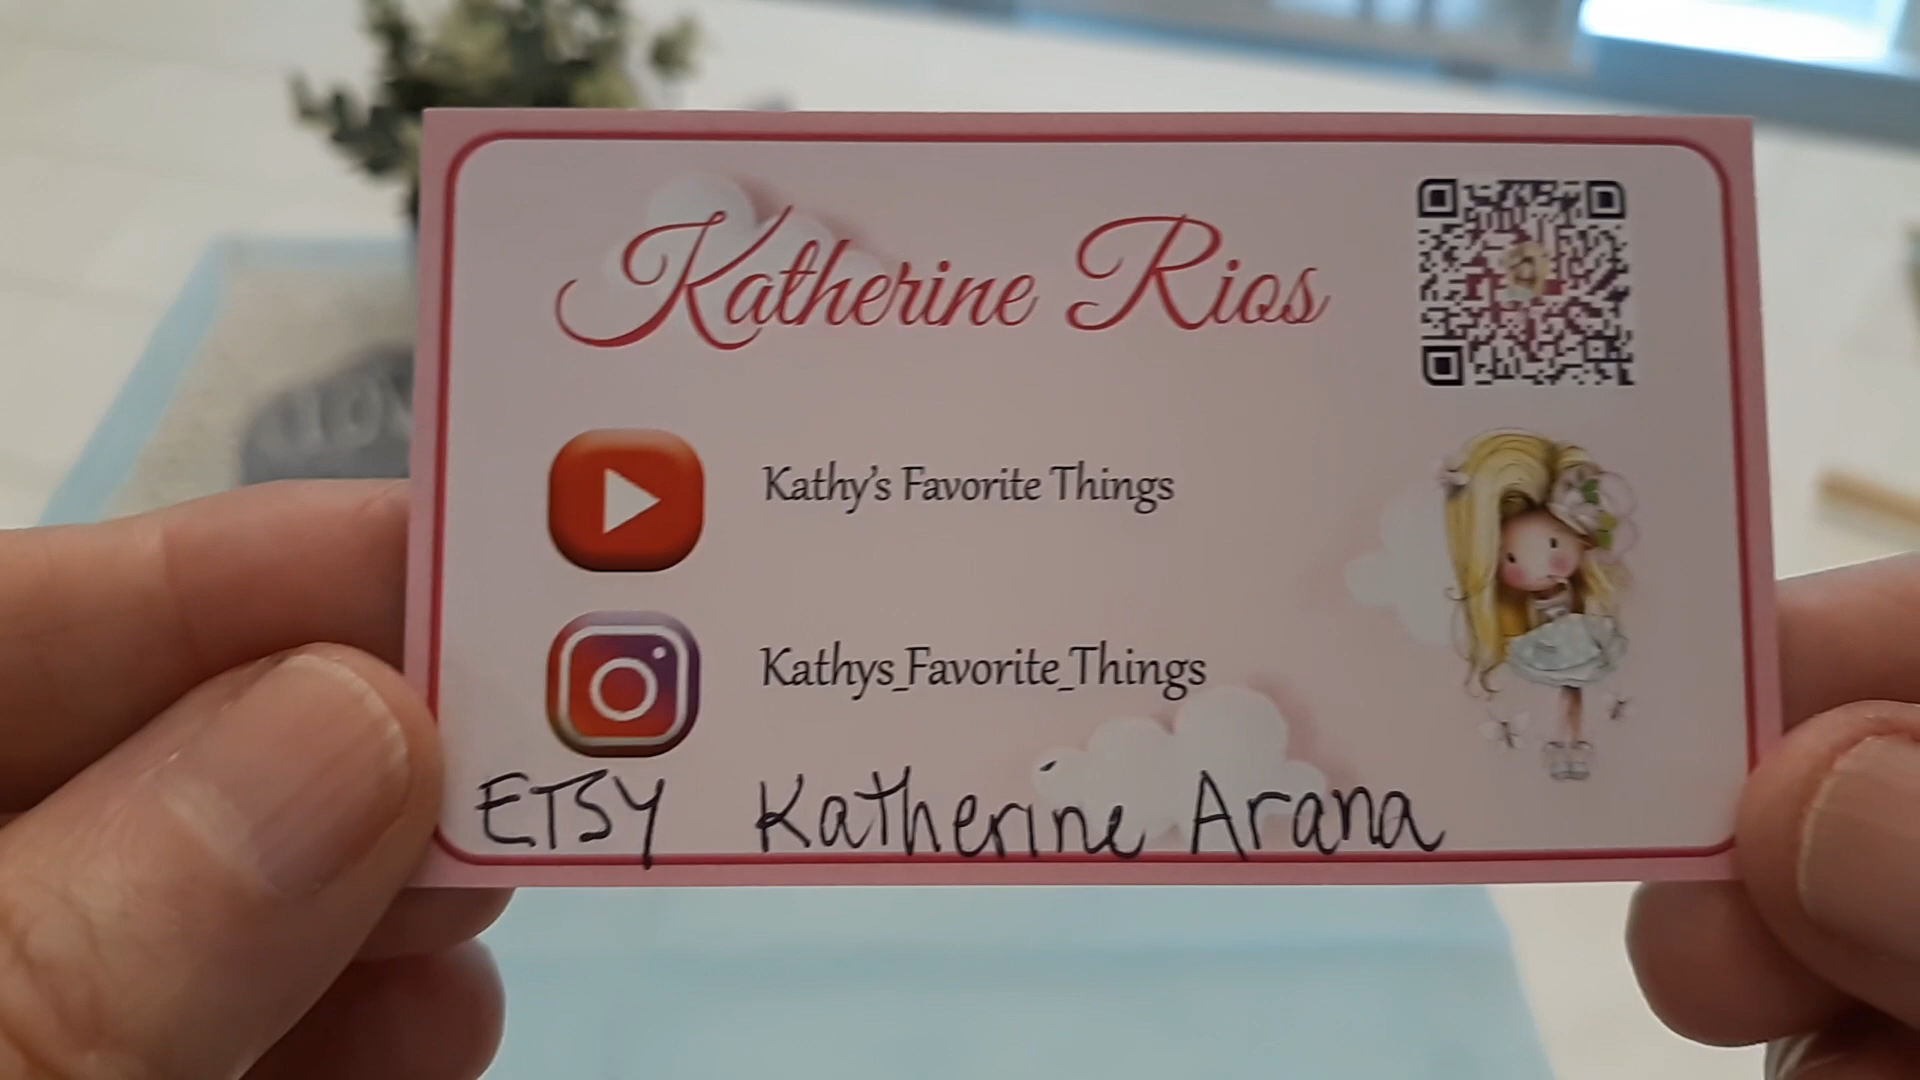 Katherine Rios
Kathy's Favorite Things
Kathys_Favorite_Things
ETSY Katherine Arana